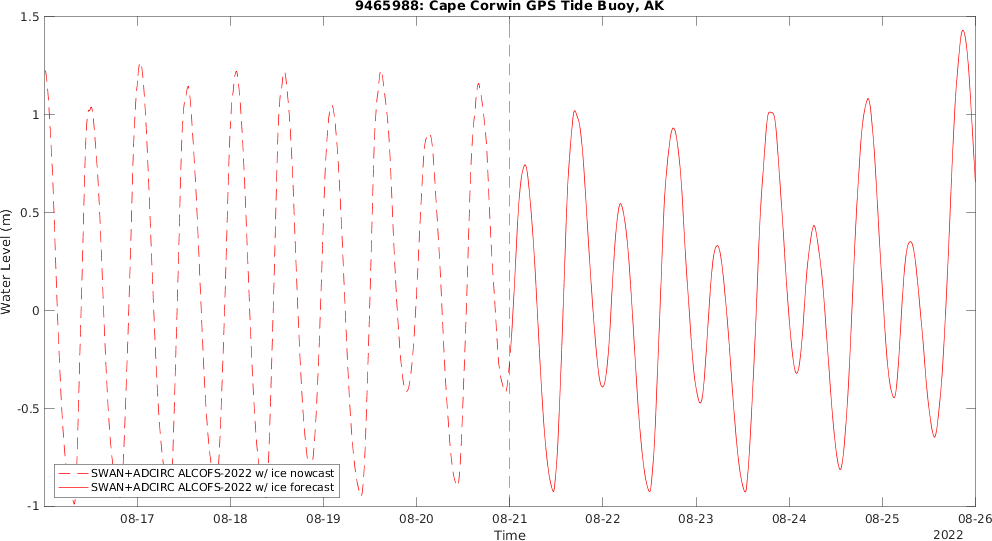 9465988: Cape Corwin GPS Tide Buoy, AK
1.5
1
0.5
0
-0.5
-1
Water Level (m)
SWAN+ADCIRC ALCOFS-2022 w/ ice nowcast
SWAN+ADCIRC ALCOFS-2022 w/ ice forecast
08-17 08-18 08-19 08-20 08-21 08-22 08-23 08-24 08-25 08-26
Time
2022